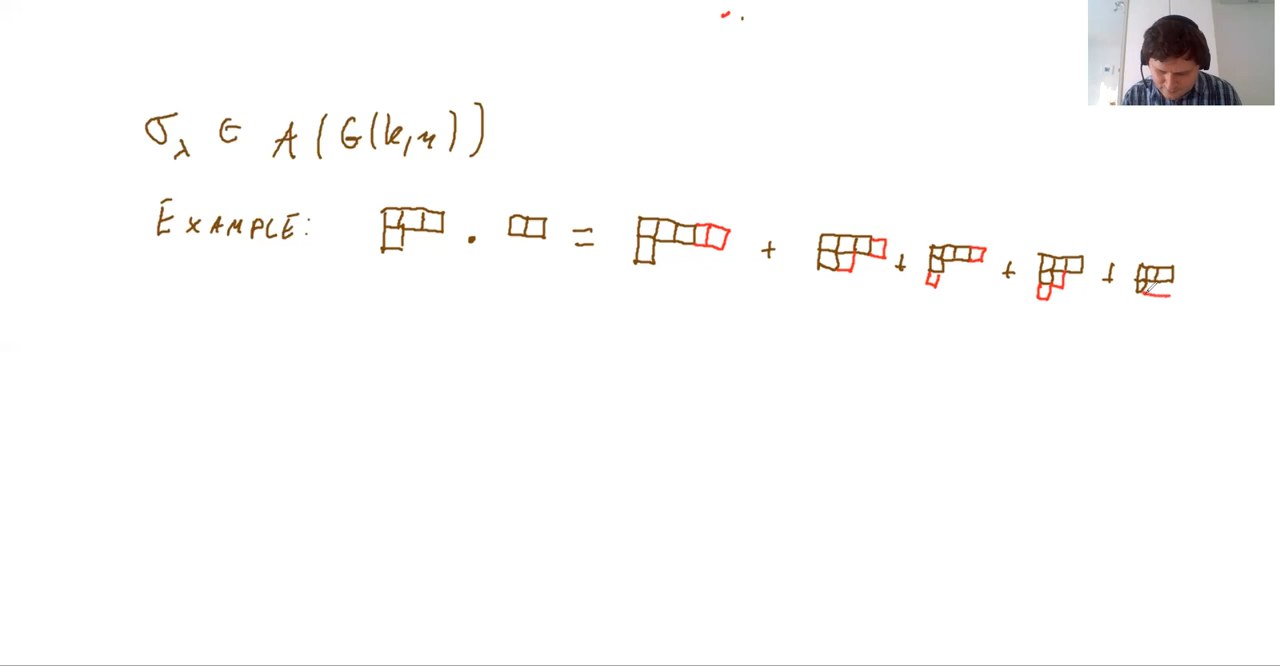 σ_λ ∈ A(G(k,n))
EXAMPLE: · = + + + +